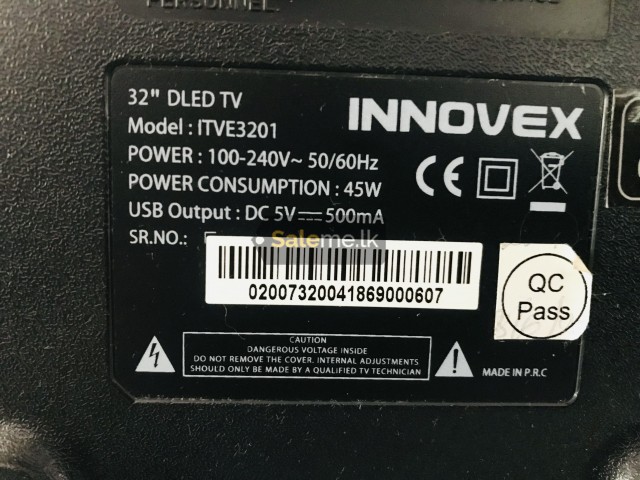 PERSONNEL.
32" DLED TV
INNOVEX
Model : ITVE3201
POWER : 100-240V~ 50/60Hz
POWER CONSUMPTION : 45W
USB Output : DC 5V⎓500mA
SR.NO.:
Saleme.lk
02007320041869000607
QC
Pass
CAUTION
DANGEROUS VOLTAGE INSIDE
DO NOT REMOVE THE COVER. INTERNAL ADJUSTMENTS
SHOULD ONLY BE MADE BY A QUALIFIED TV TECHNICIAN
MADE IN P.R.C